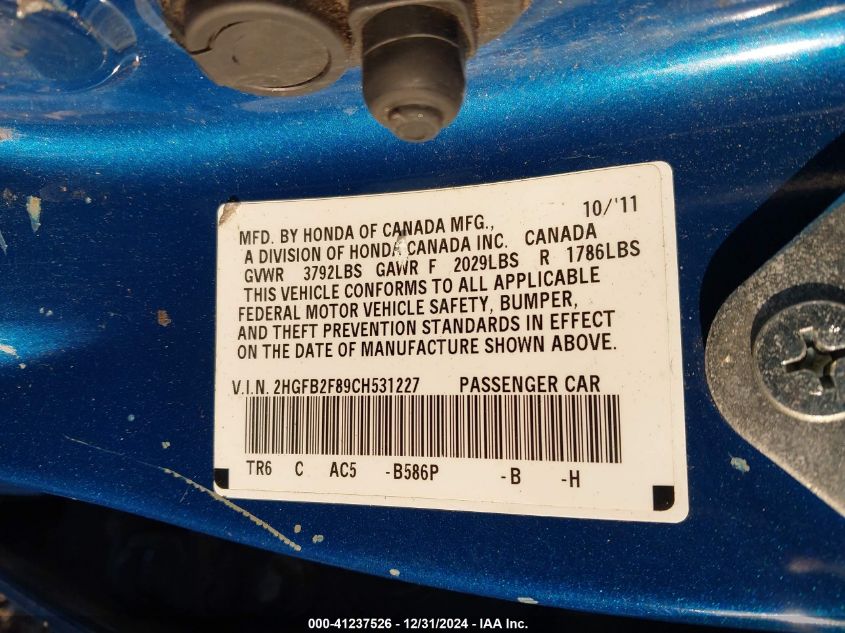 10/'11
MFD. BY HONDA OF CANADA MFG.,
A DIVISION OF HONDA CANADA INC. CANADA
GVWR 3792LBS GAWR F 2029LBS R 1786LBS
THIS VEHICLE CONFORMS TO ALL APPLICABLE
FEDERAL MOTOR VEHICLE SAFETY, BUMPER,
AND THEFT PREVENTION STANDARDS IN EFFECT
ON THE DATE OF MANUFACTURE SHOWN ABOVE.
V.I.N. 2HGFB2F89CH531227 PASSENGER CAR
TR6 C AC5 -B586P -B -H
000-41237526 - 12/31/2024 - IAA Inc.